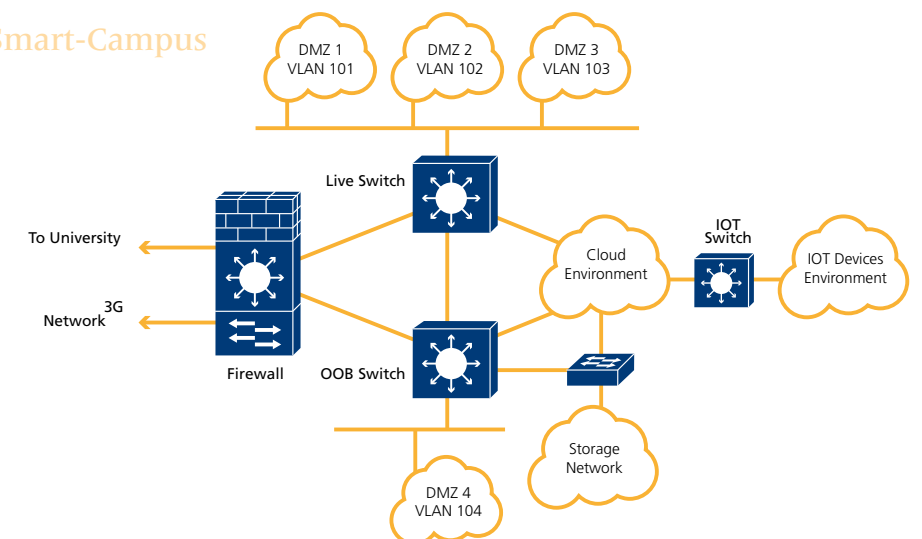 Smart-Campus
DMZ 1
VLAN 101
DMZ 2
VLAN 102
DMZ 3
VLAN 103
Live Switch
To University
3G
Network
Firewall
OOB Switch
Cloud
Environment
IOT
Switch
IOT Devices
Environment
Storage
Network
DMZ 4
VLAN 104